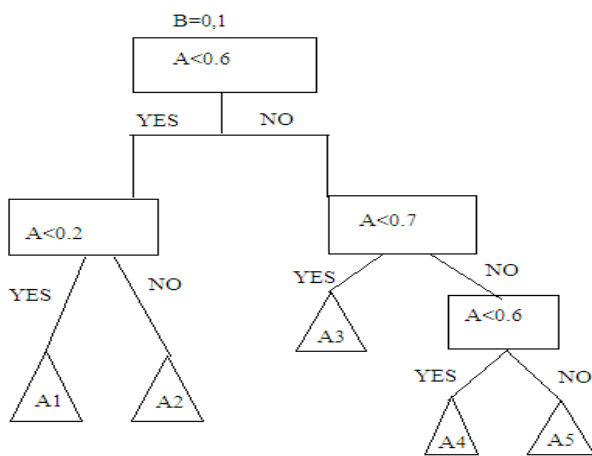 B=0,1
A<0.6
YES NO
A<0.2
A<0.7
YES NO
YES NO
A<0.6
A3
YES NO
A1 A2
A4 A5